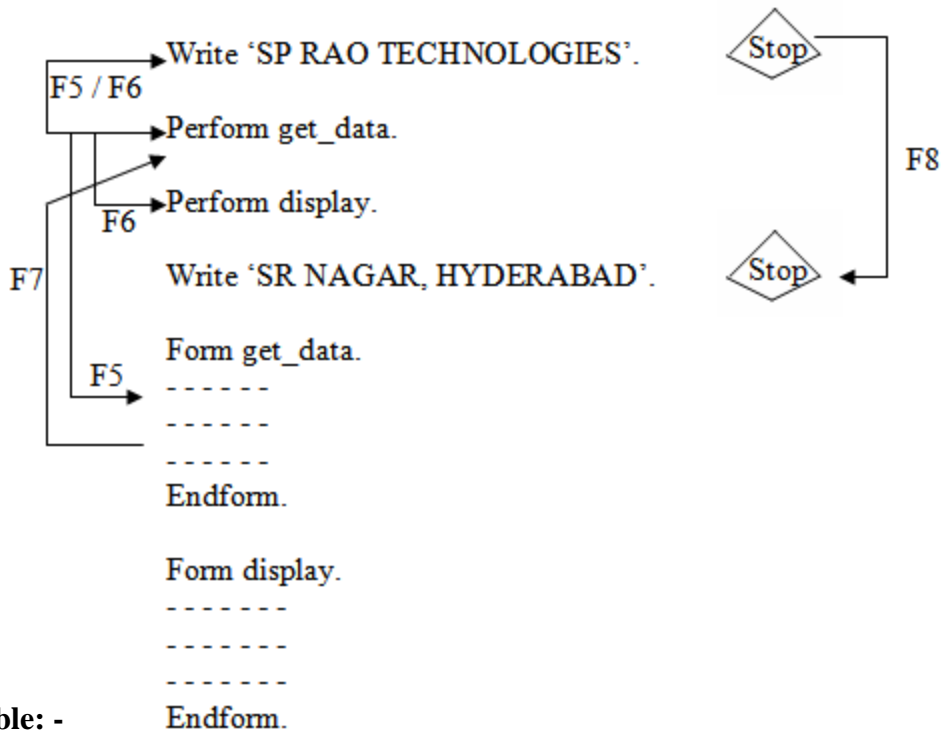 Write ‘SP RAO TECHNOLOGIES’. Stop
F5 / F6
Perform get_data.
F8
Perform display.
F6
F7 Write ‘SR NAGAR, HYDERABAD’. Stop
Form get_data.
F5
- - - - - -
- - - - - -
- - - - - -
Endform.
Form display.
- - - - - - -
- - - - - - -
- - - - - - -
Endform.
ble: -